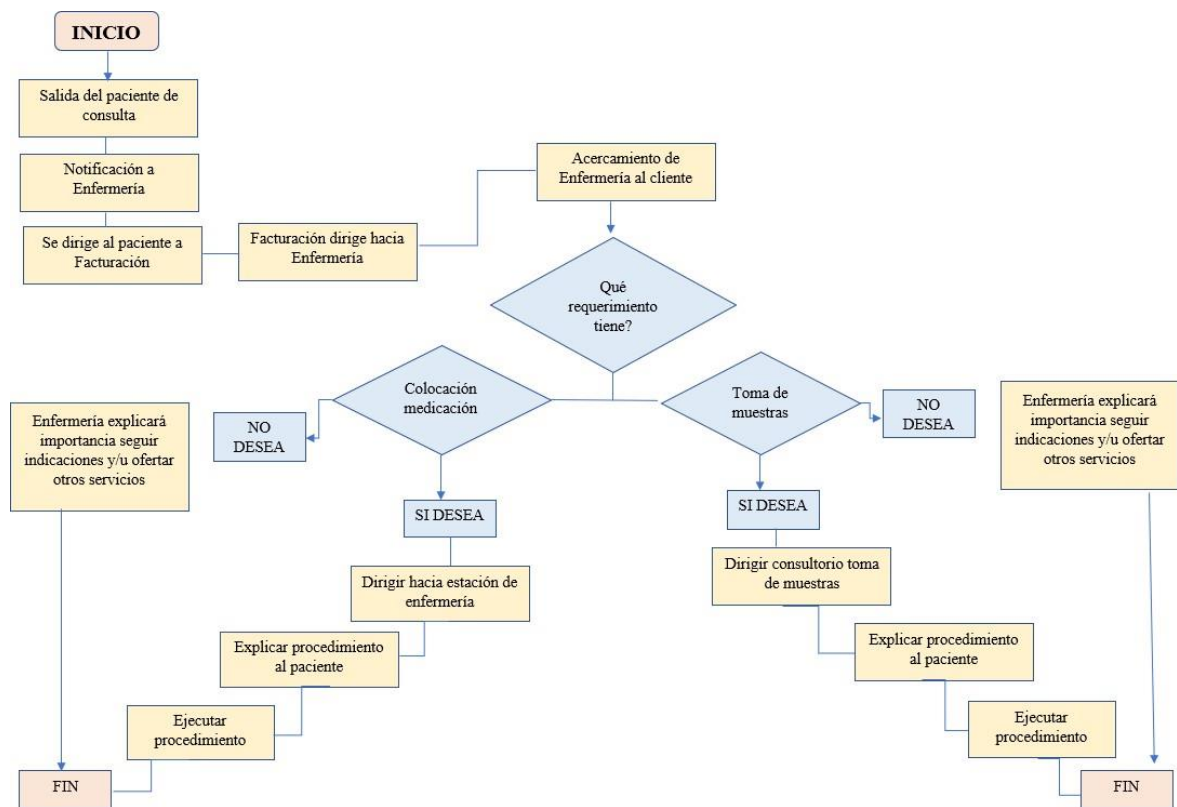 INICIO
Salida del paciente de
consulta
Notificación a
Enfermería
Se dirige al paciente a
Facturación
Facturación dirige hacia
Enfermería
Acercamiento de
Enfermería al cliente
Qué
requerimiento
tiene?
Colocación
medicación
Toma de
muestras
NO
DESEA
NO
DESEA
Enfermería explicará
importancia seguir
indicaciones y/u ofertar
otros servicios
Enfermería explicará
importancia seguir
indicaciones y/u ofertar
otros servicios
SI DESEA
SI DESEA
Dirigir hacia estación de
enfermería
Dirigir consultorio toma
de muestras
Explicar procedimiento
al paciente
Explicar procedimiento
al paciente
Ejecutar
procedimiento
Ejecutar
procedimiento
FIN
FIN